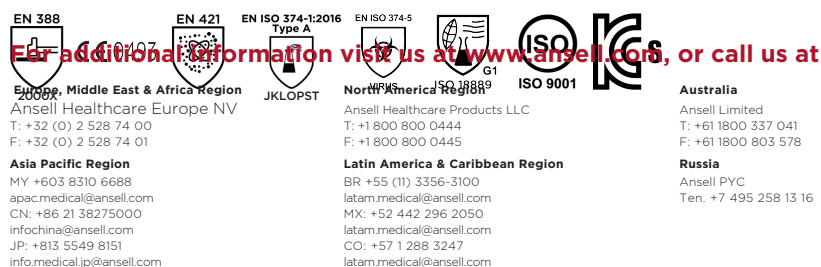 EN 388
EN 421
EN ISO 374-1:2016
Type A
EN ISO 374-5
ISO
G1
ISO 9001
For additional information visit us at www.ansell.com, or call us at
2000X
JKLOPST
VIRUS
ISO 18889
Europe, Middle East & Africa Region
Ansell Healthcare Europe NV
T: +32 (0) 2 528 74 00
F: +32 (0) 2 528 74 01
North America Region
Ansell Healthcare Products LLC
T: +1 800 800 0444
F: +1 800 800 0445
Australia
Ansell Limited
T: +61 1800 337 041
F: +61 1800 803 578
Asia Pacific Region
MY +603 8310 6688
apac.medical@ansell.com
CN: +86 21 38275000
infochina@ansell.com
JP: +813 5549 8151
info.medical.jp@ansell.com
Latin America & Caribbean Region
BR +55 (11) 3356-3100
latam.medical@ansell.com
MX: +52 442 296 2050
latam.medical@ansell.com
CO: +57 1 288 3247
latam.medical@ansell.com
Russia
Ansell РУС
Тел. +7 495 258 13 16